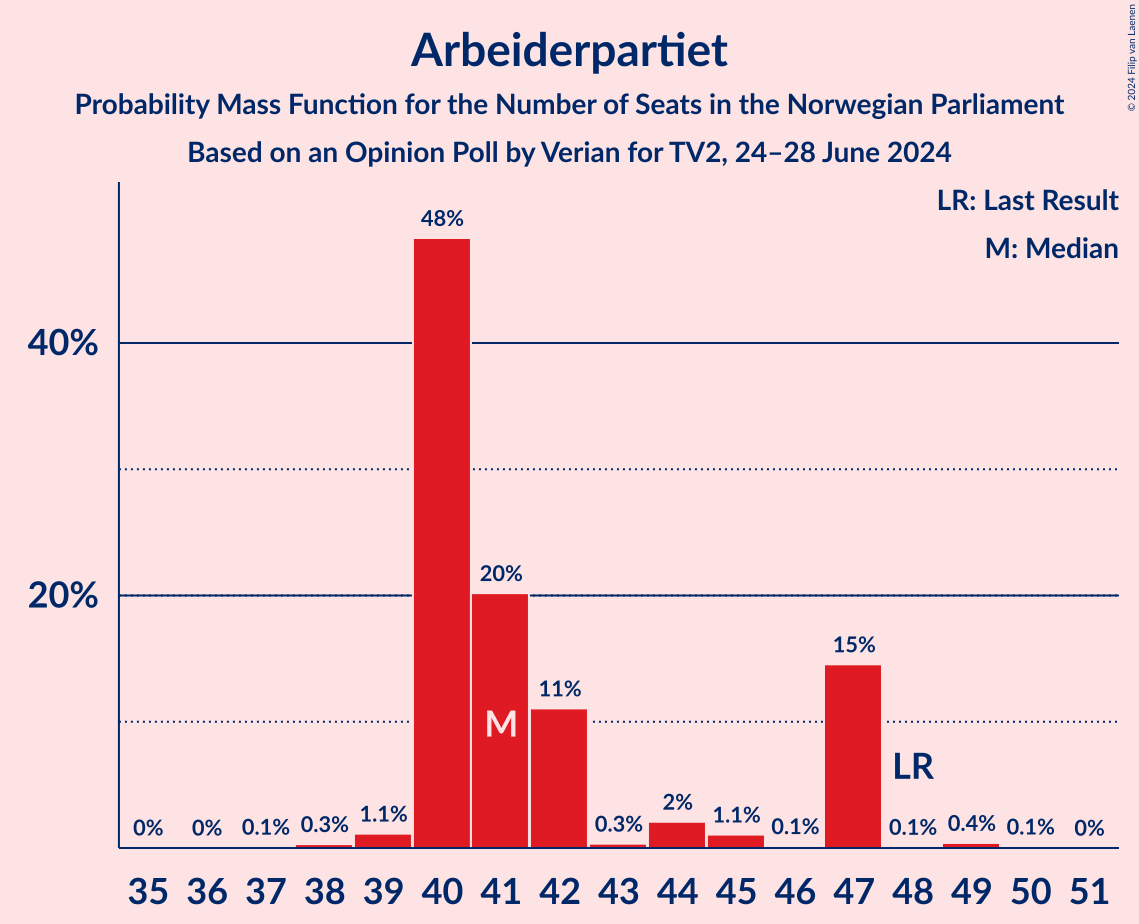 Arbeiderpartiet
Probability Mass Function for the Number of Seats in the Norwegian Parliament
Based on an Opinion Poll by Verian for TV2, 24–28 June 2024
© 2024 Filip van Laenen
LR: Last Result
M: Median
40%
20%
0%
0%
0.1%
0.3%
1.1%
48%
20%
11%
0.3%
2%
1.1%
0.1%
15%
0.1%
0.4%
0.1%
0%
M
LR
35 36 37 38 39 40 41 42 43 44 45 46 47 48 49 50 51